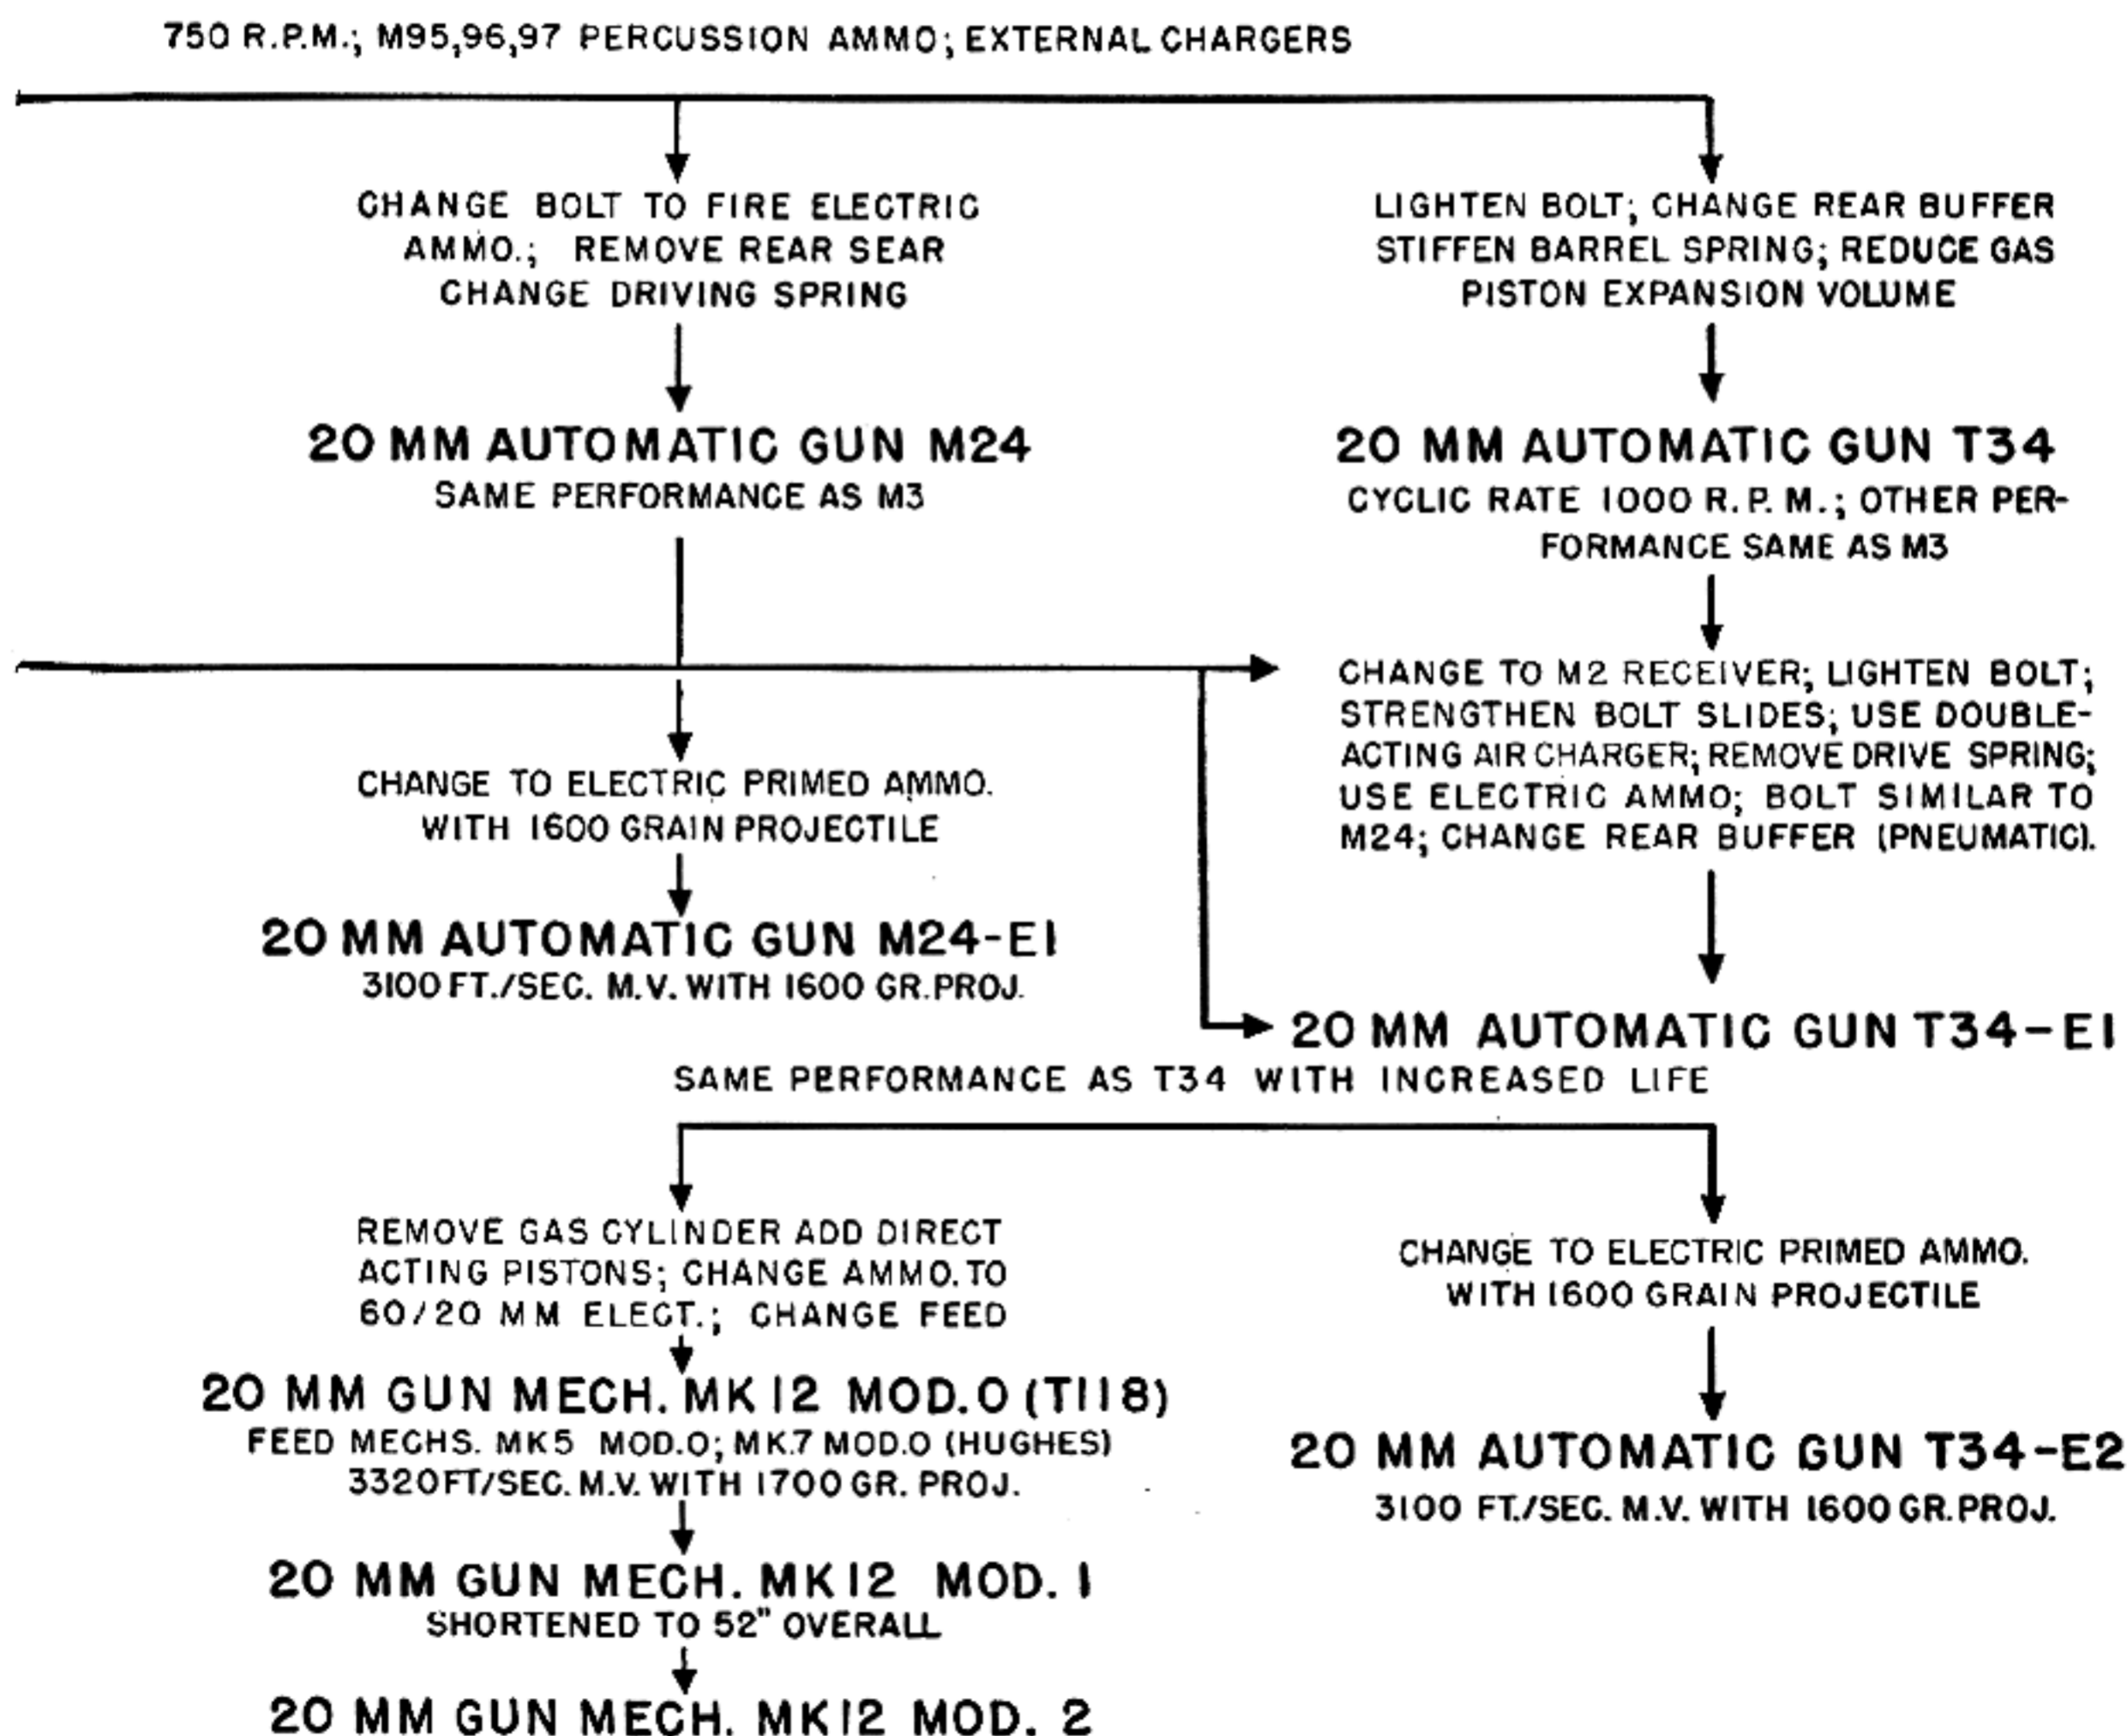 750 R.P.M.; M95,96,97 PERCUSSION AMMO; EXTERNAL CHARGERS
CHANGE BOLT TO FIRE ELECTRIC
AMMO.; REMOVE REAR SEAR
CHANGE DRIVING SPRING
LIGHTEN BOLT; CHANGE REAR BUFFER
STIFFEN BARREL SPRING; REDUCE GAS
PISTON EXPANSION VOLUME
20 MM AUTOMATIC GUN M24
SAME PERFORMANCE AS M3
20 MM AUTOMATIC GUN T34
CYCLIC RATE 1000 R.P.M.; OTHER PER-
FORMANCE SAME AS M3
CHANGE TO M2 RECEIVER; LIGHTEN BOLT;
STRENGTHEN BOLT SLIDES; USE DOUBLE-
ACTING AIR CHARGER; REMOVE DRIVE SPRING;
USE ELECTRIC AMMO; BOLT SIMILAR TO
M24; CHANGE REAR BUFFER (PNEUMATIC).
CHANGE TO ELECTRIC PRIMED AMMO.
WITH 1600 GRAIN PROJECTILE
20 MM AUTOMATIC GUN M24-E1
3100 FT./SEC. M.V. WITH 1600 GR. PROJ.
20 MM AUTOMATIC GUN T34-E1
SAME PERFORMANCE AS T34 WITH INCREASED LIFE
REMOVE GAS CYLINDER ADD DIRECT
ACTING PISTONS; CHANGE AMMO. TO
60/20 MM ELECT.; CHANGE FEED
CHANGE TO ELECTRIC PRIMED AMMO.
WITH 1600 GRAIN PROJECTILE
20 MM GUN MECH. MK12 MOD.0 (T118)
FEED MECHS. MK5 MOD.0; MK.7 MOD.0 (HUGHES)
3320FT/SEC. M.V. WITH 1700 GR. PROJ.
20 MM AUTOMATIC GUN T34-E2
3100 FT./SEC. M.V. WITH 1600 GR. PROJ.
20 MM GUN MECH. MK12 MOD. 1
SHORTENED TO 52" OVERALL
20 MM GUN MECH. MK12 MOD. 2